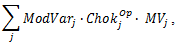 ∑_j ModVar_j · Chok_j^Op · MV_j ,